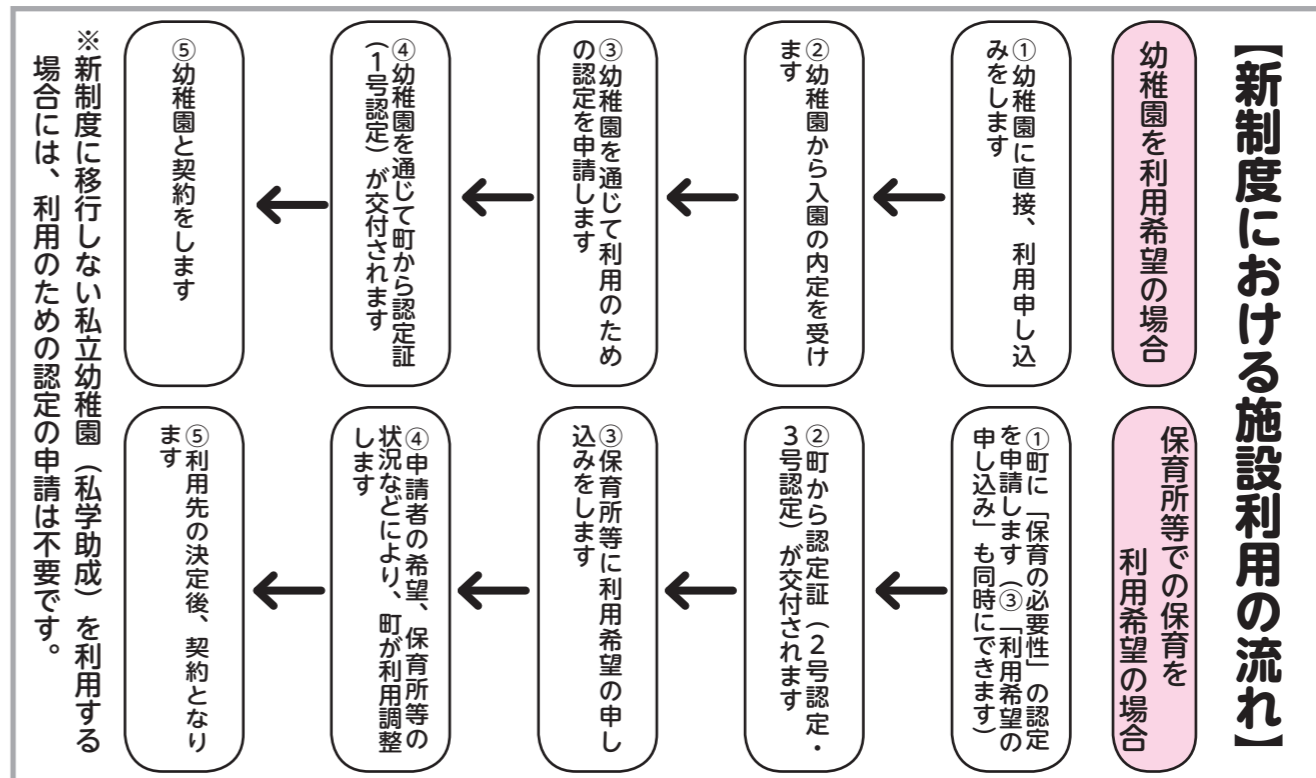 【新制度における施設利用の流れ】
幼稚園を利用希望の場合
①幼稚園に直接、利用申し込
みをします
②幼稚園から入園の内定を受け
ます
③幼稚園を通じて利用のため
の認定を申請します
④幼稚園を通じて町から認定証
（１号認定）が交付されます
⑤幼稚園と契約をします
保育所等での保育を
利用希望の場合
①町に「保育の必要性」の認定
を申請します（③「利用希望の
申し込み」も同時にできます）
②町から認定証（２号認定・
３号認定）が交付されます
③保育所等に利用希望の申し
込みをします
④申請者の希望、保育所等の
状況などにより、町が利用調整
します
⑤利用先の決定後、契約となり
ます
※新制度に移行しない私立幼稚園（私学助成）を利用する
場合には、利用のための認定の申請は不要です。